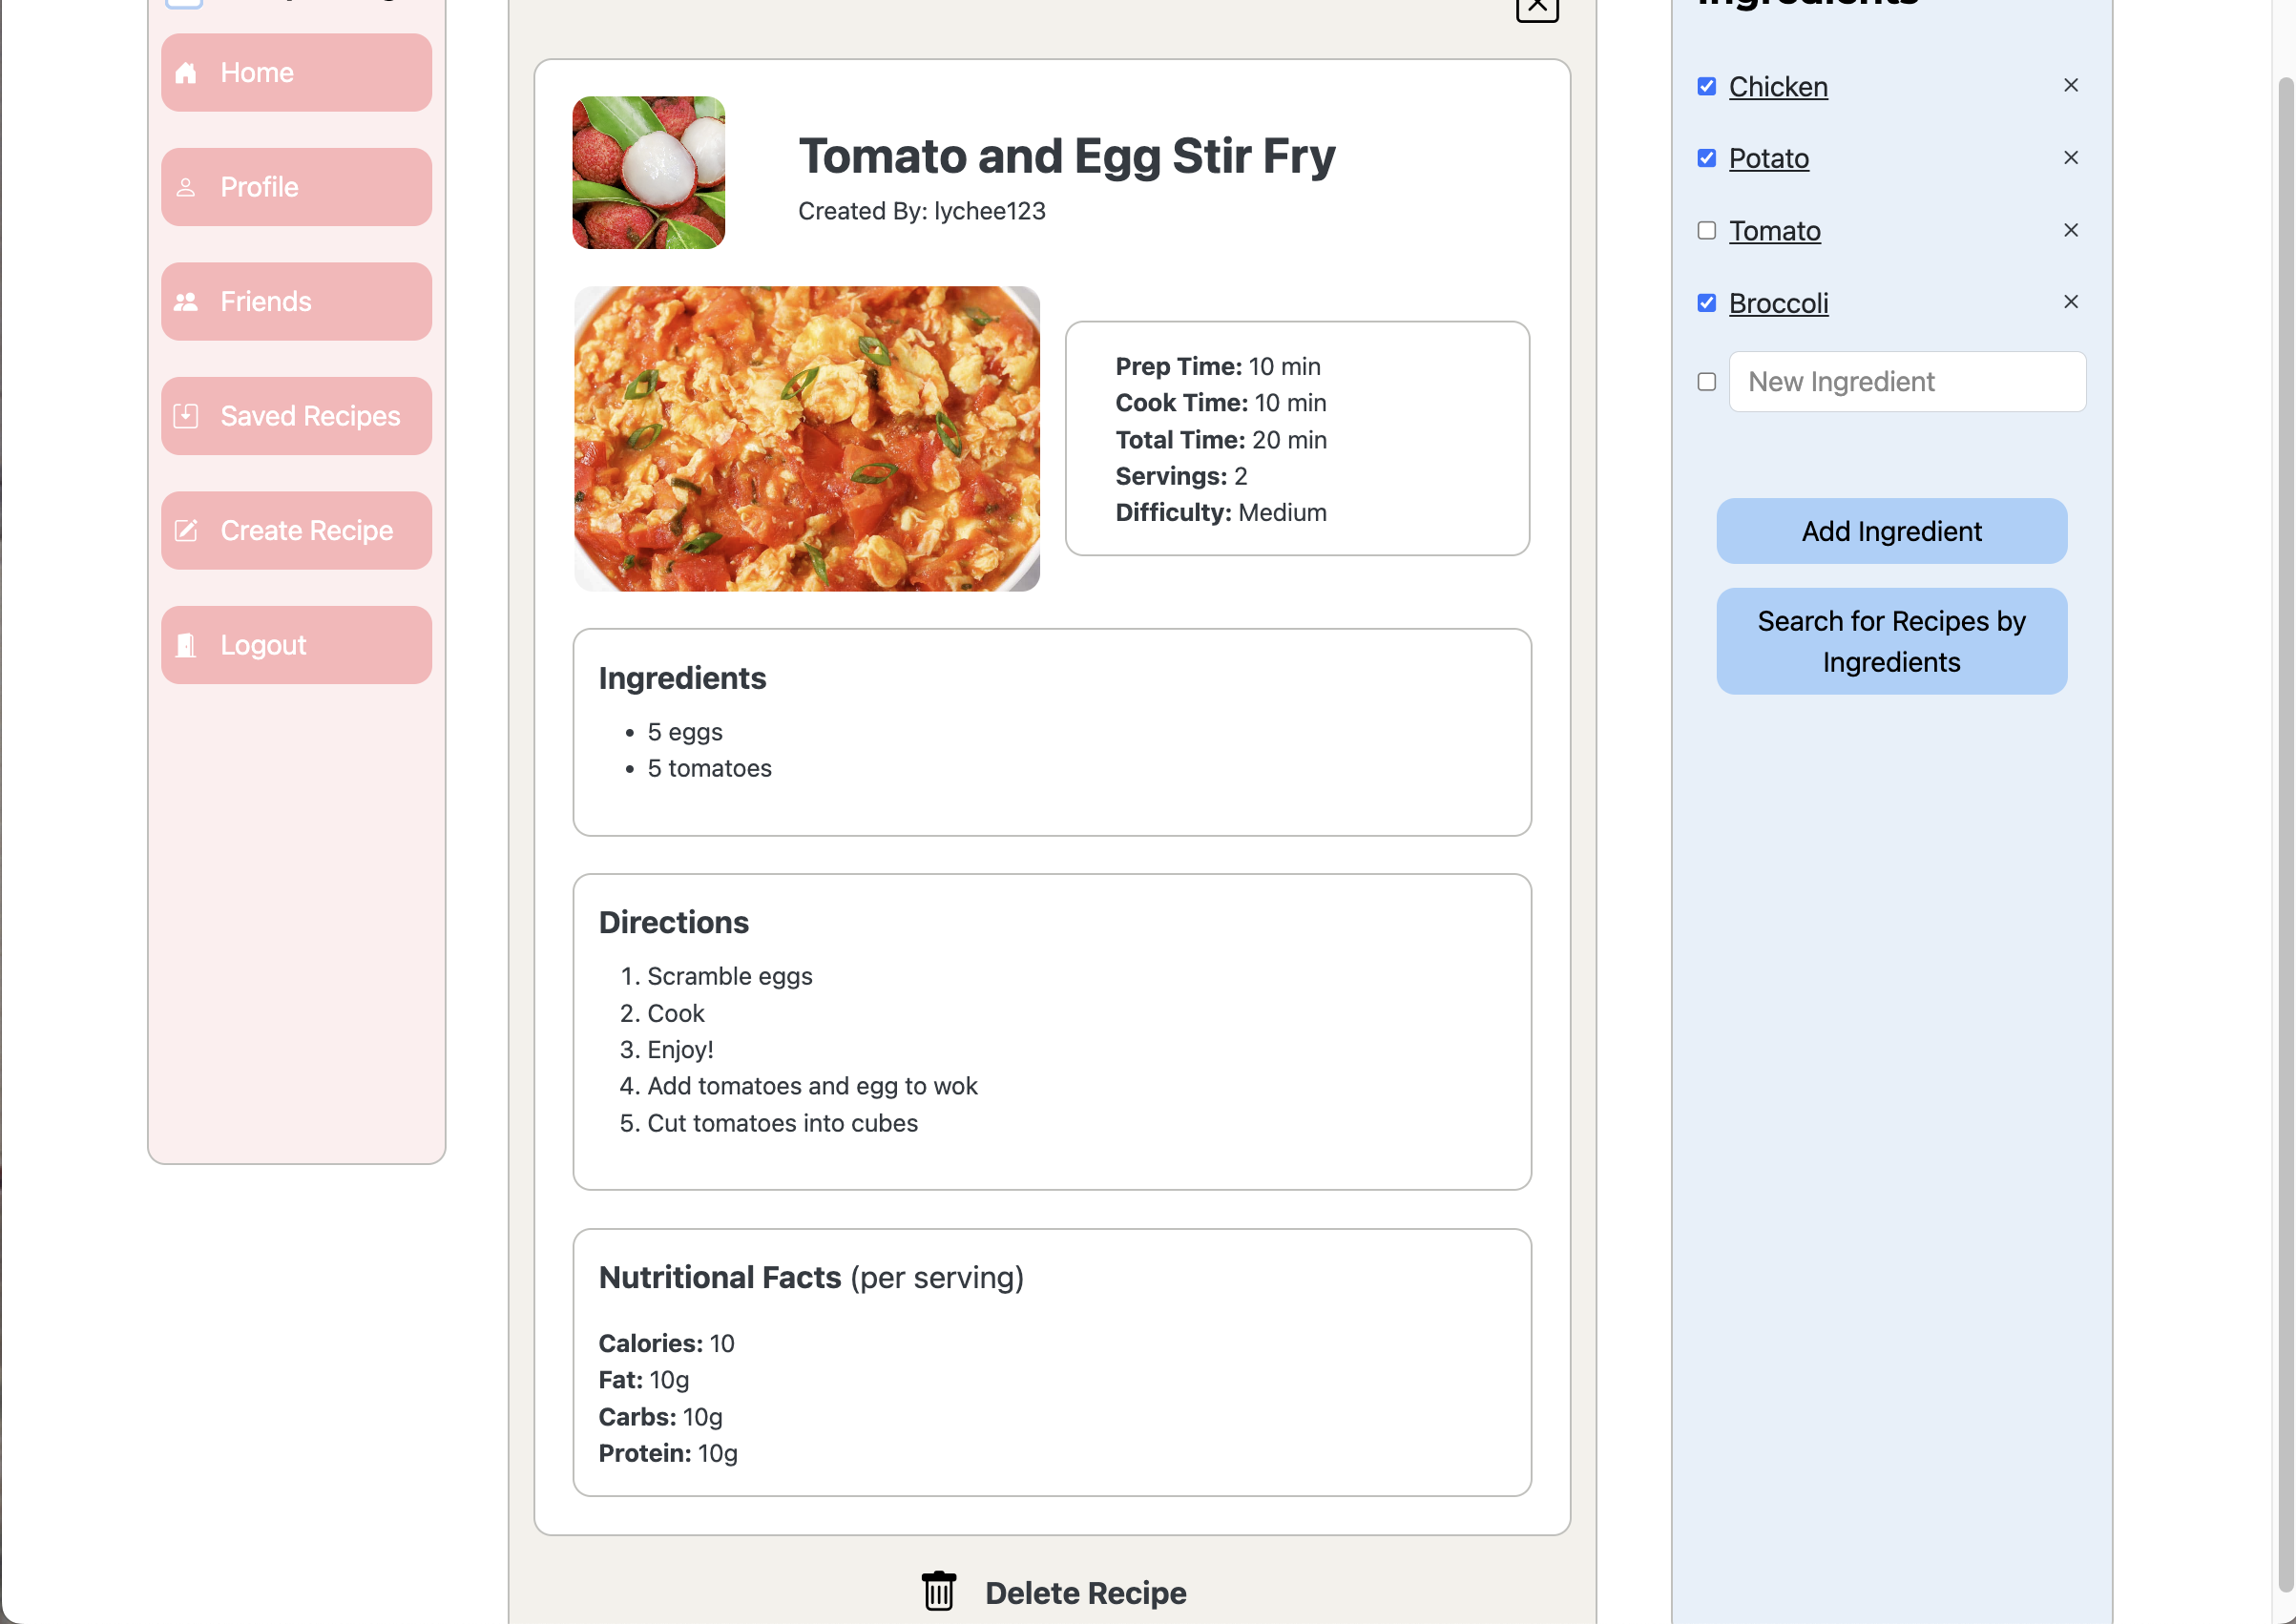 Home
Profile
Friends
Saved Recipes
Create Recipe
Logout
Tomato and Egg Stir Fry
Created By: lychee123
Prep Time: 10 min
Cook Time: 10 min
Total Time: 20 min
Servings: 2
Difficulty: Medium
Ingredients
• 5 eggs
• 5 tomatoes
Directions
1. Scramble eggs
2. Cook
3. Enjoy!
4. Add tomatoes and egg to wok
5. Cut tomatoes into cubes
Nutritional Facts (per serving)
Calories: 10
Fat: 10g
Carbs: 10g
Protein: 10g
Delete Recipe
Ingredients
Chicken
Potato
Tomato
Broccoli
New Ingredient
Add Ingredient
Search for Recipes by
Ingredients